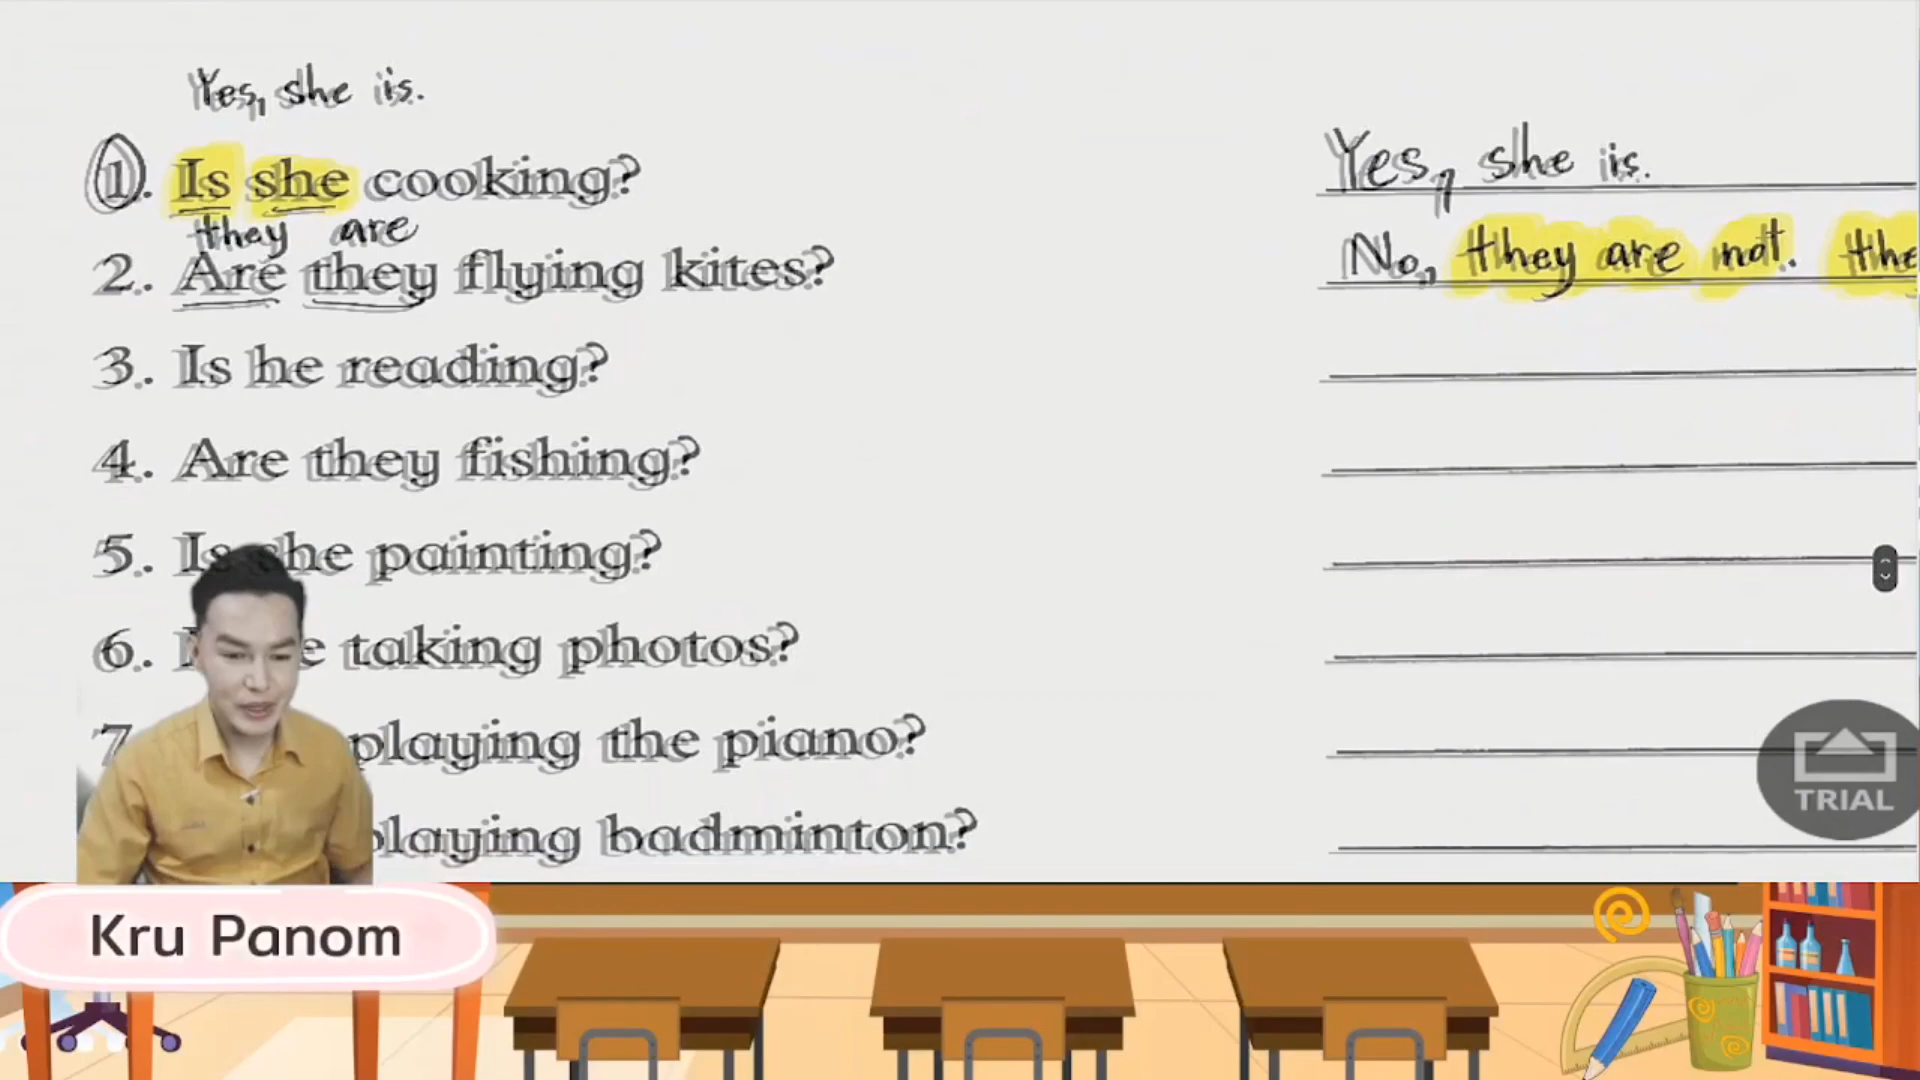 Yes, she is.
1. Is she cooking? Yes, she is.
they are
2. Are they flying kites? No, they are not. the
3. Is he reading?
4. Are they fishing?
5. Is she painting?
6. taking photos?
7. playing the piano?
playing badminton?
TRIAL
Kru Panom